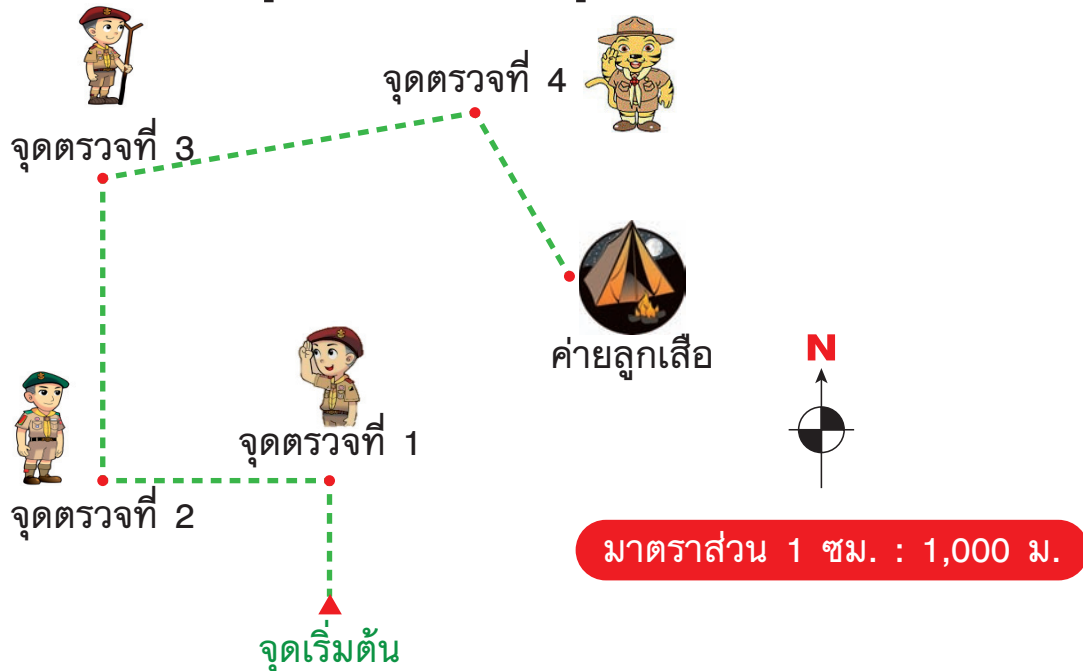 จุดตรวจที่ 4
จุดตรวจที่ 3
ค่ายลูกเสือ
N
จุดตรวจที่ 1
จุดตรวจที่ 2
มาตราส่วน 1 ซม. : 1,000 ม.
จุดเริ่มต้น